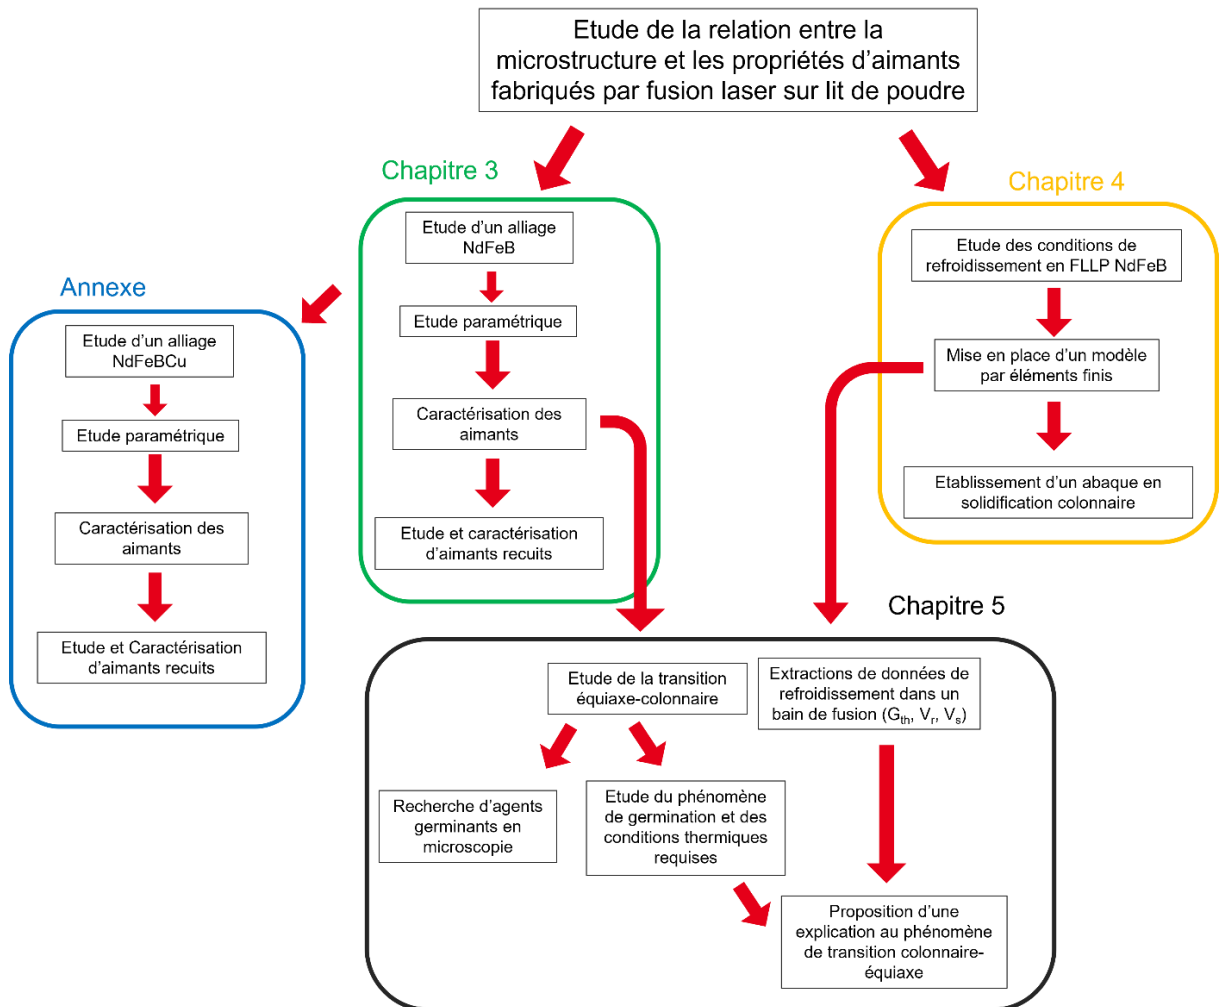 Etude de la relation entre la
microstructure et les propriétés d'aimants
fabriqués par fusion laser sur lit de poudre
Chapitre 3
Etude d'un alliage
NdFeB
Etude paramétrique
Caractérisation des
aimants
Etude et caractérisation
d'aimants recuits
Chapitre 4
Etude des conditions de
refroidissement en FLLP NdFeB
Mise en place d'un modèle
par éléments finis
Etablissement d'un abaque en
solidification colonnaire
Annexe
Etude d'un alliage
NdFeBCu
Etude paramétrique
Caractérisation des
aimants
Etude et Caractérisation
d'aimants recuits
Chapitre 5
Etude de la transition
équiaxe-colonnaire
Extractions de données de
refroidissement dans un
bain de fusion (Gth, Vr, Vs)
Recherche d'agents
germinants en
microscopie
Etude du phénomène
de germination et des
conditions thermiques
requises
Proposition d'une
explication au phénomène
de transition colonnaire-
équiaxe